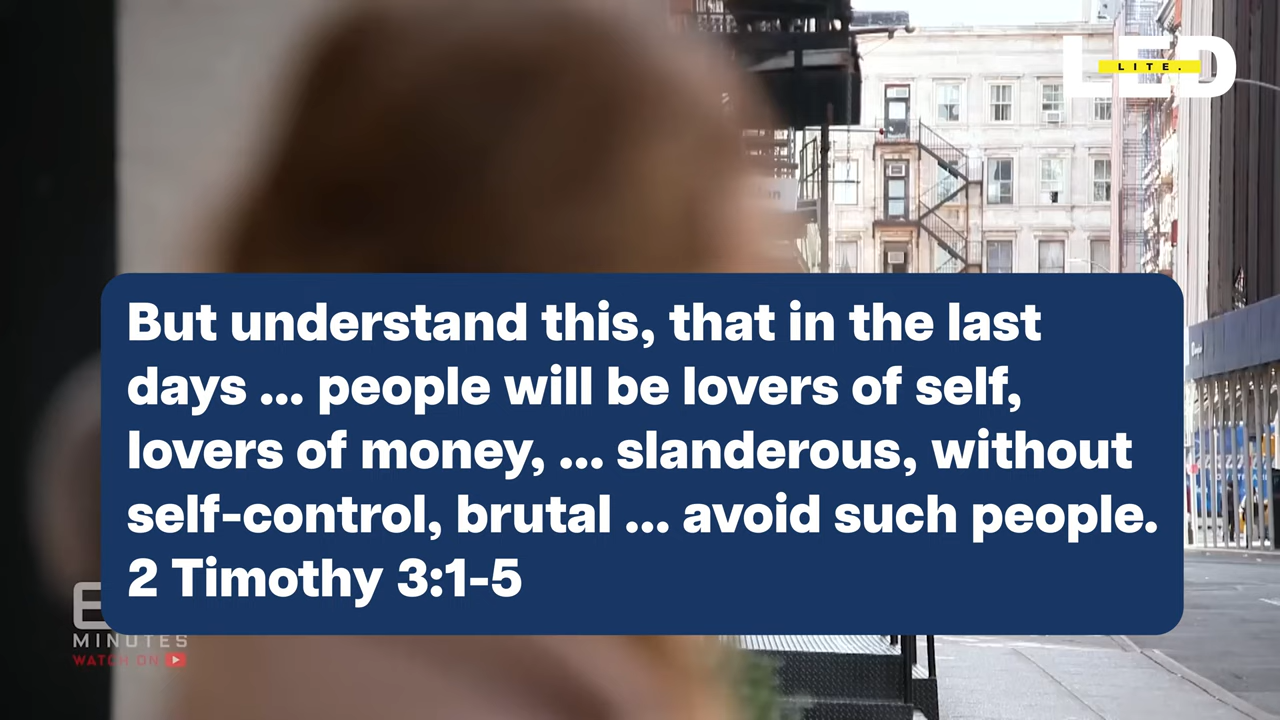 LED
LITE.
But understand this, that in the last
days ... people will be lovers of self,
lovers of money, ... slanderous, without
self-control, brutal ... avoid such people.
2 Timothy 3:1-5
MINUTES
WATCH ON